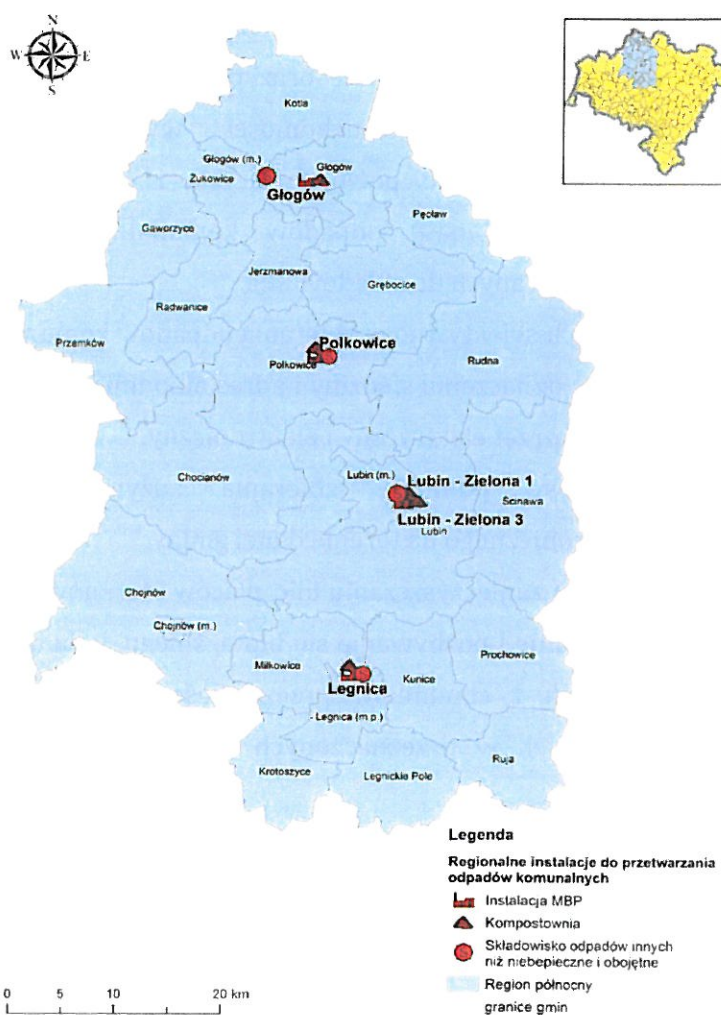 N
W E
S
Kotla
Głogów (m.)
Głogów
Żukowice
Głogów
Pęcław
Gaworzyce
Jerzmanowa
Grębocice
Radwanice
Przemków
Polkowice
Polkowice
Rudna
Chocianów
Lubin (m.)
Lubin - Zielona 1
Ścinawa
Lubin - Zielona 3
Lubin
Chojnów
Chojnów (m.)
Miłkowice
Kunice
Prochowice
Legnica
Legnica (m.p.)
Ruja
Krotoszyce
Legnickie Pole
Legenda
Regionalne instalacje do przetwarzania
odpadów komunalnych
Instalacja MBP
Kompostownia
Składowisko odpadów innych
niż niebepieczne i obojętne
Region północny
granice gmin
0 5 10 20 km